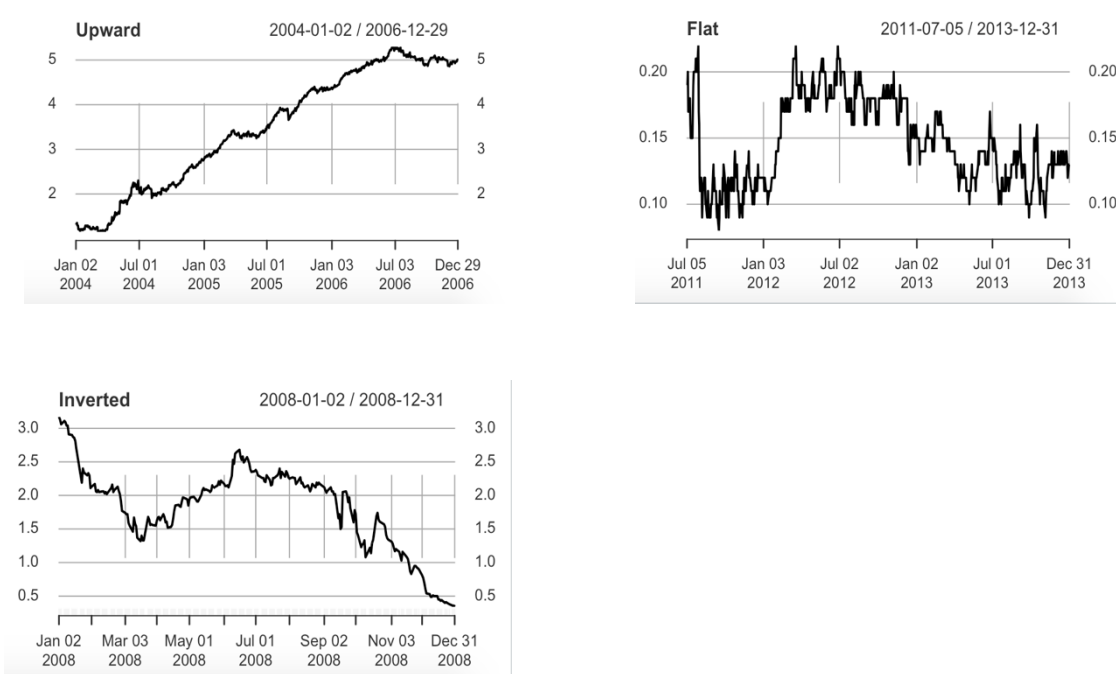 Upward 2004-01-02 / 2006-12-29
5 5
4 4
3 3
2 2
Jan 02 Jul 01 Jan 03 Jul 01 Jan 03 Jul 03 Dec 29
2004 2004 2005 2005 2006 2006 2006
Flat 2011-07-05 / 2013-12-31
0.20 0.20
0.15 0.15
0.10 0.10
Jul 05 Jan 03 Jul 02 Jan 02 Jul 01 Dec 31
2011 2012 2012 2013 2013 2013
Inverted 2008-01-02 / 2008-12-31
3.0 3.0
2.5 2.5
2.0 2.0
1.5 1.5
1.0 1.0
0.5 0.5
Jan 02 Mar 03 May 01 Jul 01 Sep 02 Nov 03 Dec 31
2008 2008 2008 2008 2008 2008 2008